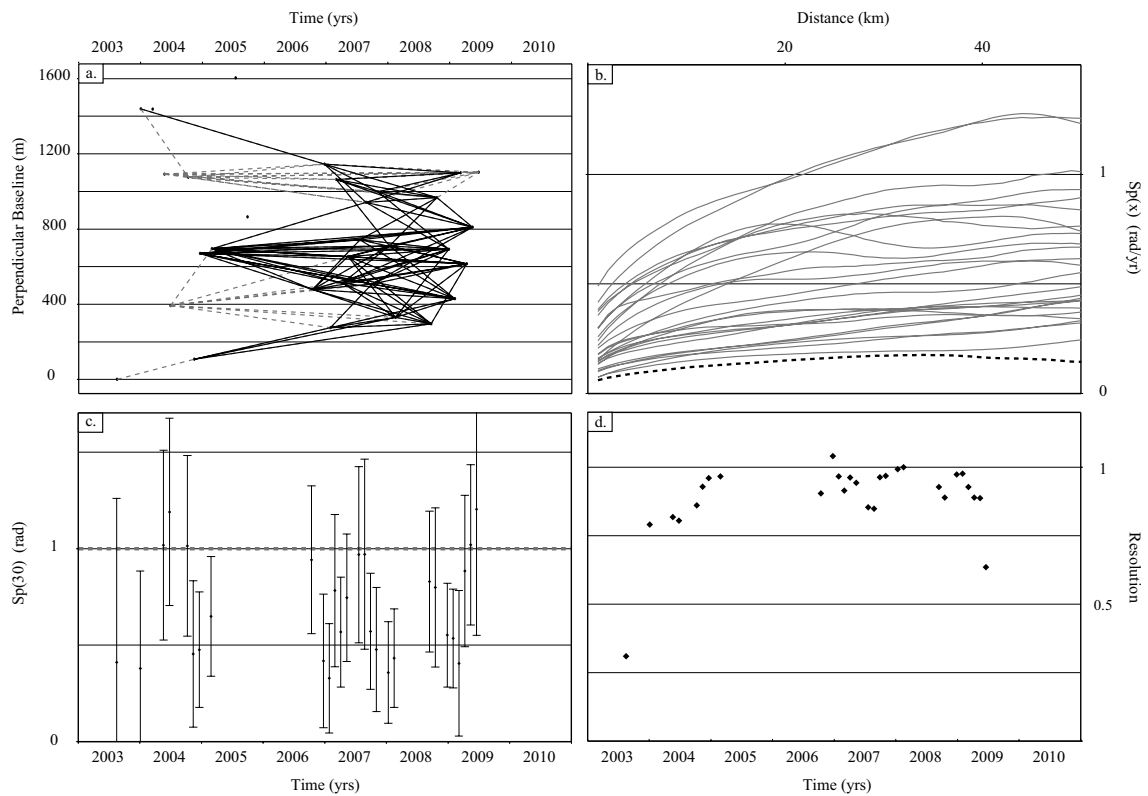 Time (yrs)
2003 2004 2005 2006 2007 2008 2009 2010
a.
Perpendicular Baseline (m)
1600
1200
800
400
0
Distance (km)
20 40
b.
Sp(x) (rad/yr)
1
0
c.
Sp(30) (rad)
1
0
2003 2004 2005 2006 2007 2008 2009 2010
Time (yrs)
d.
Resolution
1
0.5
2003 2004 2005 2006 2007 2008 2009 2010
Time (yrs)